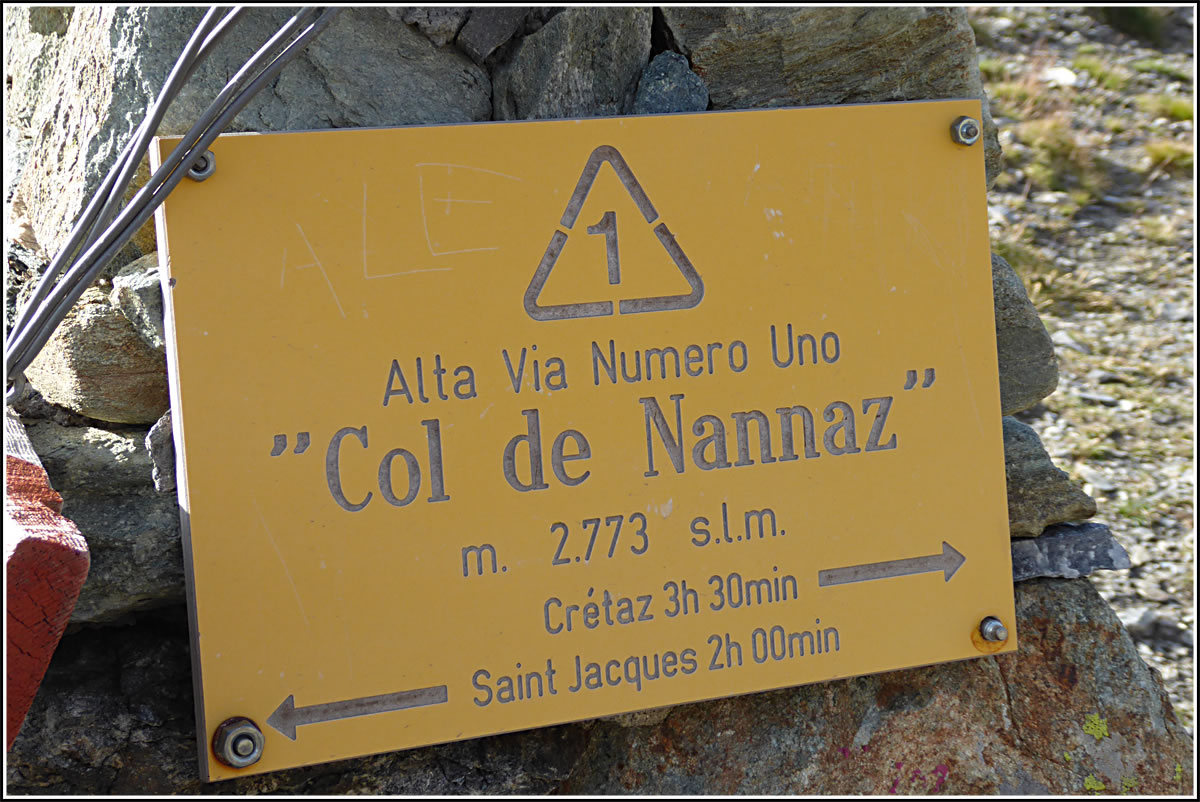 1
ALE
Alta Via Numero Uno
"Col de Nannaz"
m. 2.773 s.l.m.
Crétaz 3h 30min
Saint Jacques 2h 00min